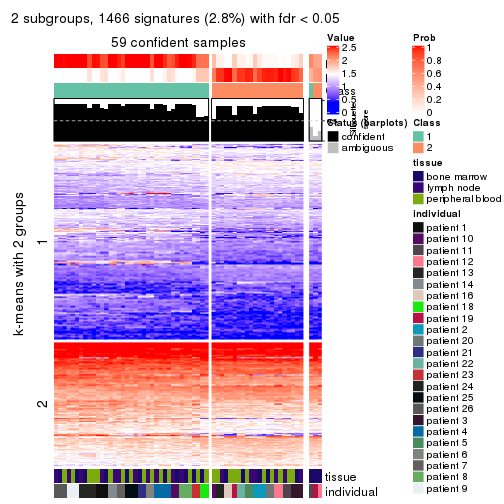 2 subgroups, 1466 signatures (2.8%) with fdr < 0.05
59 confident samples
k-means with 2 groups
1
2
Value
2.5
2
1.5
1
0.5
0
Prob
1
0.8
0.6
0.4
0.2
0
Status (barplots)
confident
ambiguous
Class
1
2
tissue
bone marrow
lymph node
peripheral blood
individual
patient 1
patient 10
patient 11
patient 12
patient 13
patient 14
patient 16
patient 18
patient 19
patient 2
patient 20
patient 21
patient 22
patient 23
patient 24
patient 25
patient 26
patient 3
patient 4
patient 5
patient 6
patient 7
patient 8
patient 9
tissue
individual